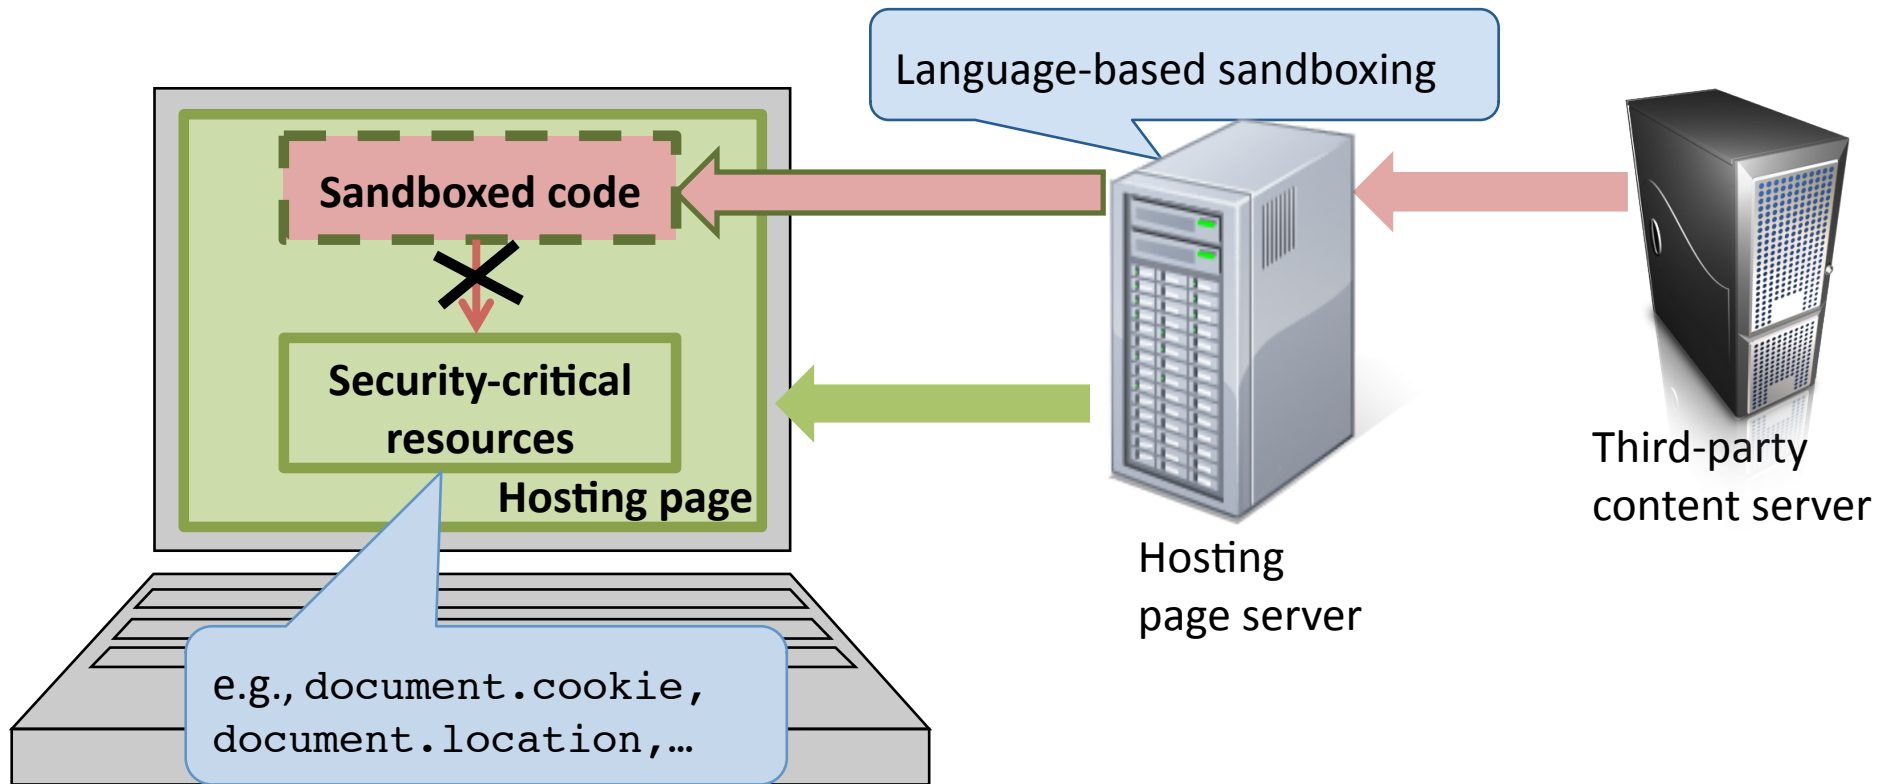 Language-based sandboxing
Sandboxed code
Security-critical
resources
Hosting page
e.g., document.cookie,
document.location,…
Hosting
page server
Third-party
content server